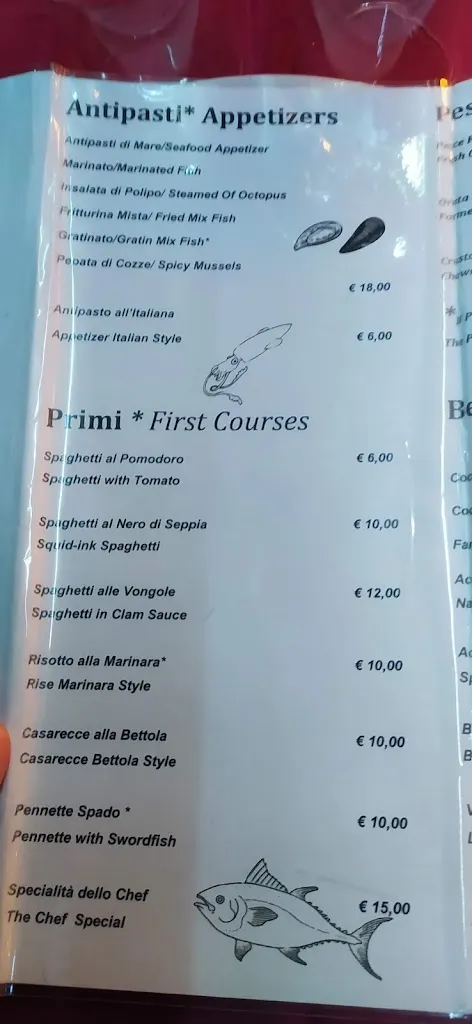 Antipasti* Appetizers
Antipasti di Mare/Seafood Appetizer
Marinato/Marinated Fish
Insalata di Polipo/ Steamed Of Octopus
Fritturina Mista/ Fried Mix Fish
Gratinato/Gratin Mix Fish*
Pepata di Cozze/ Spicy Mussels
€ 18,00
Antipasto all'Italiana
Appetizer Italian Style € 6,00
Primi * First Courses
Spaghetti al Pomodoro € 6,00
Spaghetti with Tomato
Spaghetti al Nero di Seppia € 10,00
Squid-ink Spaghetti
Spaghetti alle Vongole € 12,00
Spaghetti in Clam Sauce
Risotto alla Marinara* € 10,00
Rise Marinara Style
Casarecce alla Bettola € 10,00
Casarecce Bettola Style
Pennette Spado * € 10,00
Pennette with Swordfish
Specialità dello Chef € 15,00
The Chef Special